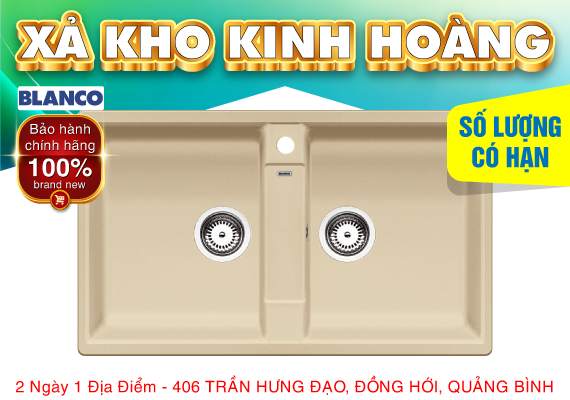 XẢ KHO KINH HOÀNG
BLANCO
Bảo hành
chính hãng
100%
brand new
SỐ LƯỢNG
CÓ HẠN
BLANCO
2 Ngày 1 Địa Điểm - 406 TRẦN HƯNG ĐẠO, ĐỒNG HỚI, QUẢNG BÌNH